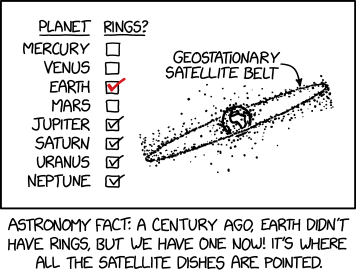 PLANET RINGS?
MERCURY
VENUS
EARTH
MARS
JUPITER
SATURN
URANUS
NEPTUNE
GEOSTATIONARY
SATELLITE BELT
ASTRONOMY FACT: A CENTURY AGO, EARTH DIDN'T
HAVE RINGS, BUT WE HAVE ONE NOW! IT'S WHERE
ALL THE SATELLITE DISHES ARE POINTED.